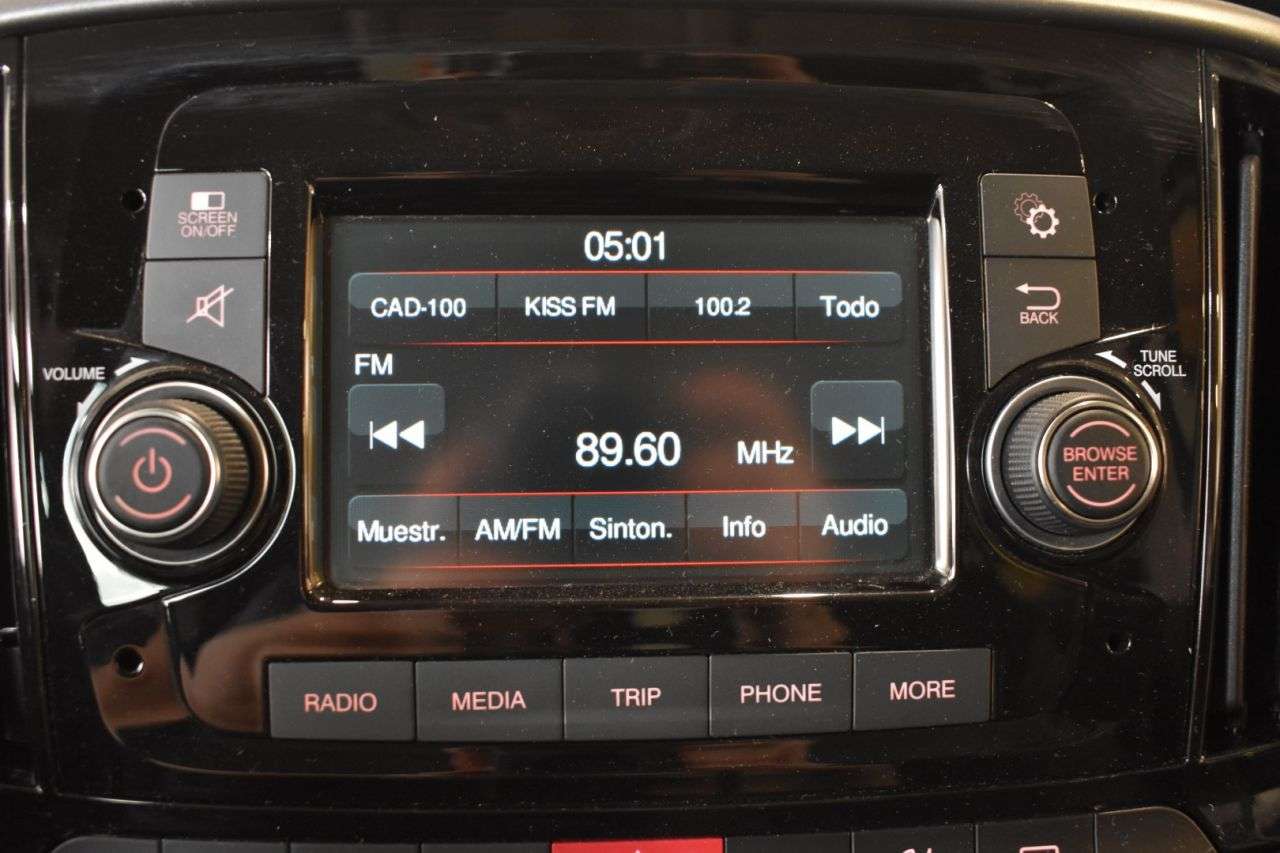 05:01
SCREEN
ON/OFF
CAD-100 KISS FM 100.2 Todo
BACK
FM
VOLUME
TUNE
SCROLL
89.60 MHz
BROWSE
ENTER
Muestr. AM/FM Sinton. Info Audio
RADIO MEDIA TRIP PHONE MORE